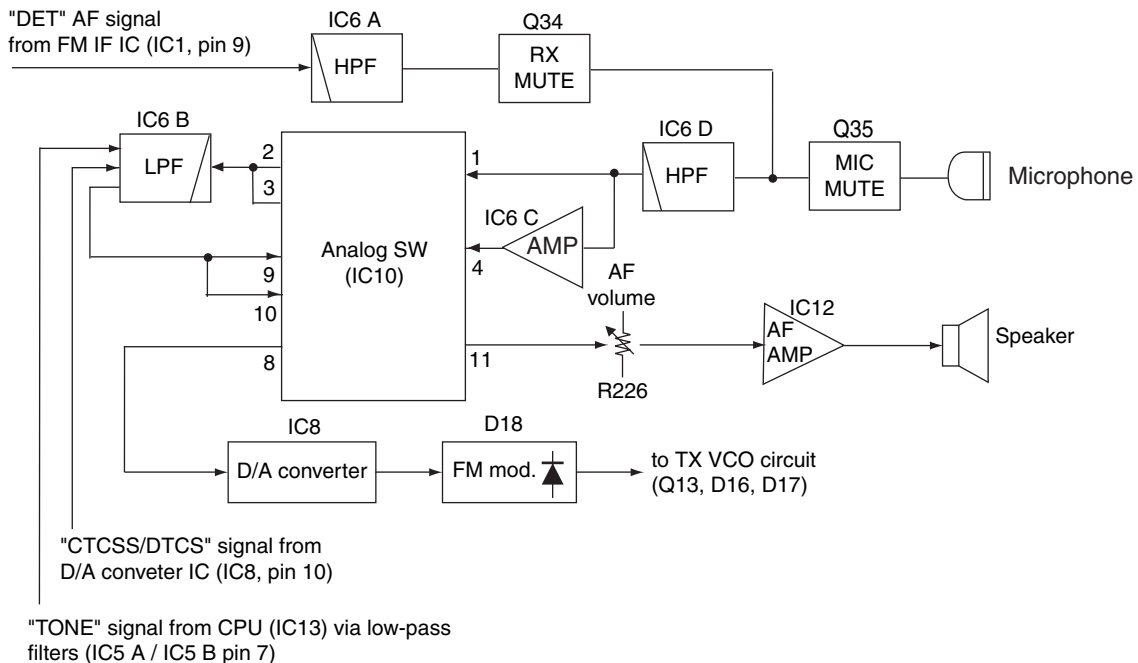 "DET" AF signal
from FM IF IC (IC1, pin 9)
IC6 A
HPF
Q34
RX
MUTE
IC6 B
LPF
2
3
9
10
8
1
4
11
Analog SW
(IC10)
IC6 D
HPF
Q35
MIC
MUTE
Microphone
IC6 C
AMP
AF
volume
R226
IC12
AF
AMP
Speaker
IC8
D/A converter
D18
FM mod.
to TX VCO circuit
(Q13, D16, D17)
"CTCSS/DTCS" signal from
D/A conveter IC (IC8, pin 10)
"TONE" signal from CPU (IC13) via low-pass
filters (IC5 A / IC5 B pin 7)